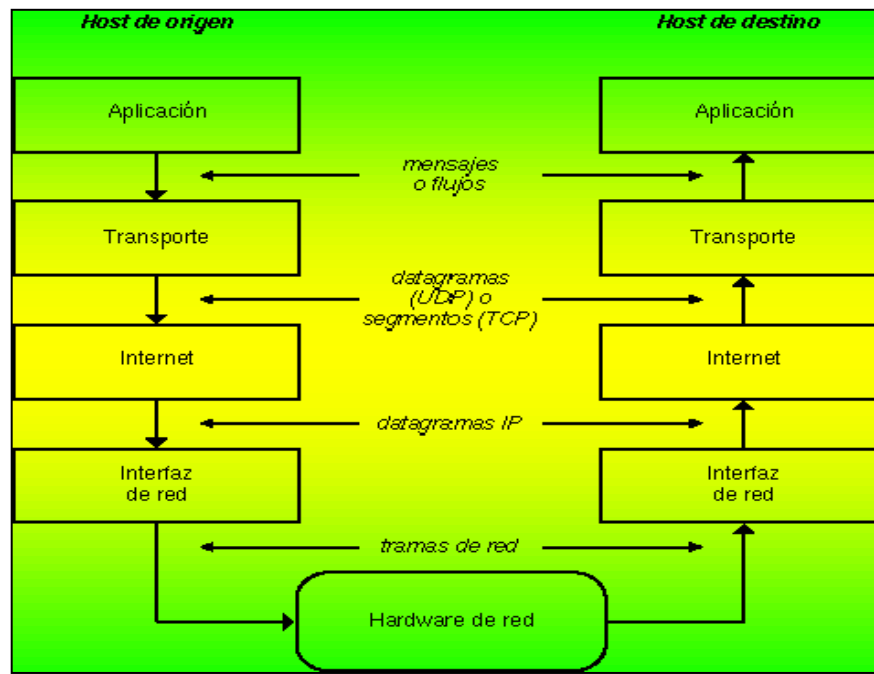 Host de origen
Host de destino
Aplicación
Aplicación
mensajes
o flujos
Transporte
Transporte
datagramas
(UDP) o
segmentos (TCP)
Internet
Internet
datagramas IP
Interfaz
de red
Interfaz
de red
tramas de red
Hardware de red